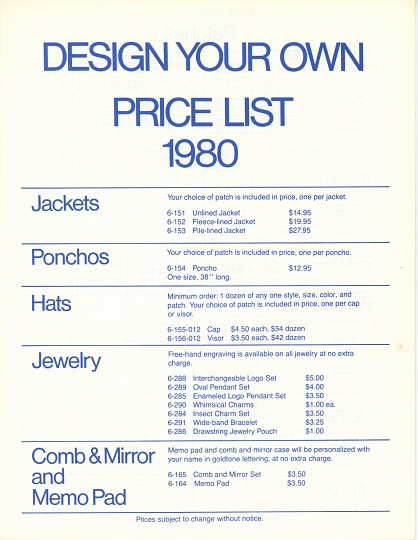 DESIGN YOUR OWN
PRICE LIST
1980
Jackets
Your choice of patch is included in price, one per jacket.
6-151 Unlined Jacket $14.95
6-152 Fleece-lined Jacket $19.95
6-153 Pile-lined Jacket $27.95
Ponchos
Your choice of patch is included in price, one per poncho.
6-154 Poncho $12.95
One size, 38'' long.
Hats
Minimum order: 1 dozen of any one style, size, color, and
patch. Your choice of patch is included in price, one per cap
or visor.
6-155-012 Cap $4.50 each, $54 dozen
6-156-012 Visor $3.50 each, $42 dozen
Jewelry
Free-hand engraving is available on all jewelry at no extra
charge.
6-288 Interchangeable Logo Set $5.00
6-289 Oval Pendant Set $4.00
6-285 Enameled Logo Pendant Set $3.50
6-290 Whimsical Charms $1.00 ea.
6-284 Insect Charm Set $3.50
6-291 Wide-band Bracelet $3.25
6-286 Drawstring Jewelry Pouch $1.00
Comb & Mirror
and
Memo Pad
Memo pad and comb and mirror case will be personalized with
your name in goldtone lettering, at no extra charge.
6-165 Comb and Mirror Set $3.50
6-164 Memo Pad $3.50
Prices subject to change without notice.